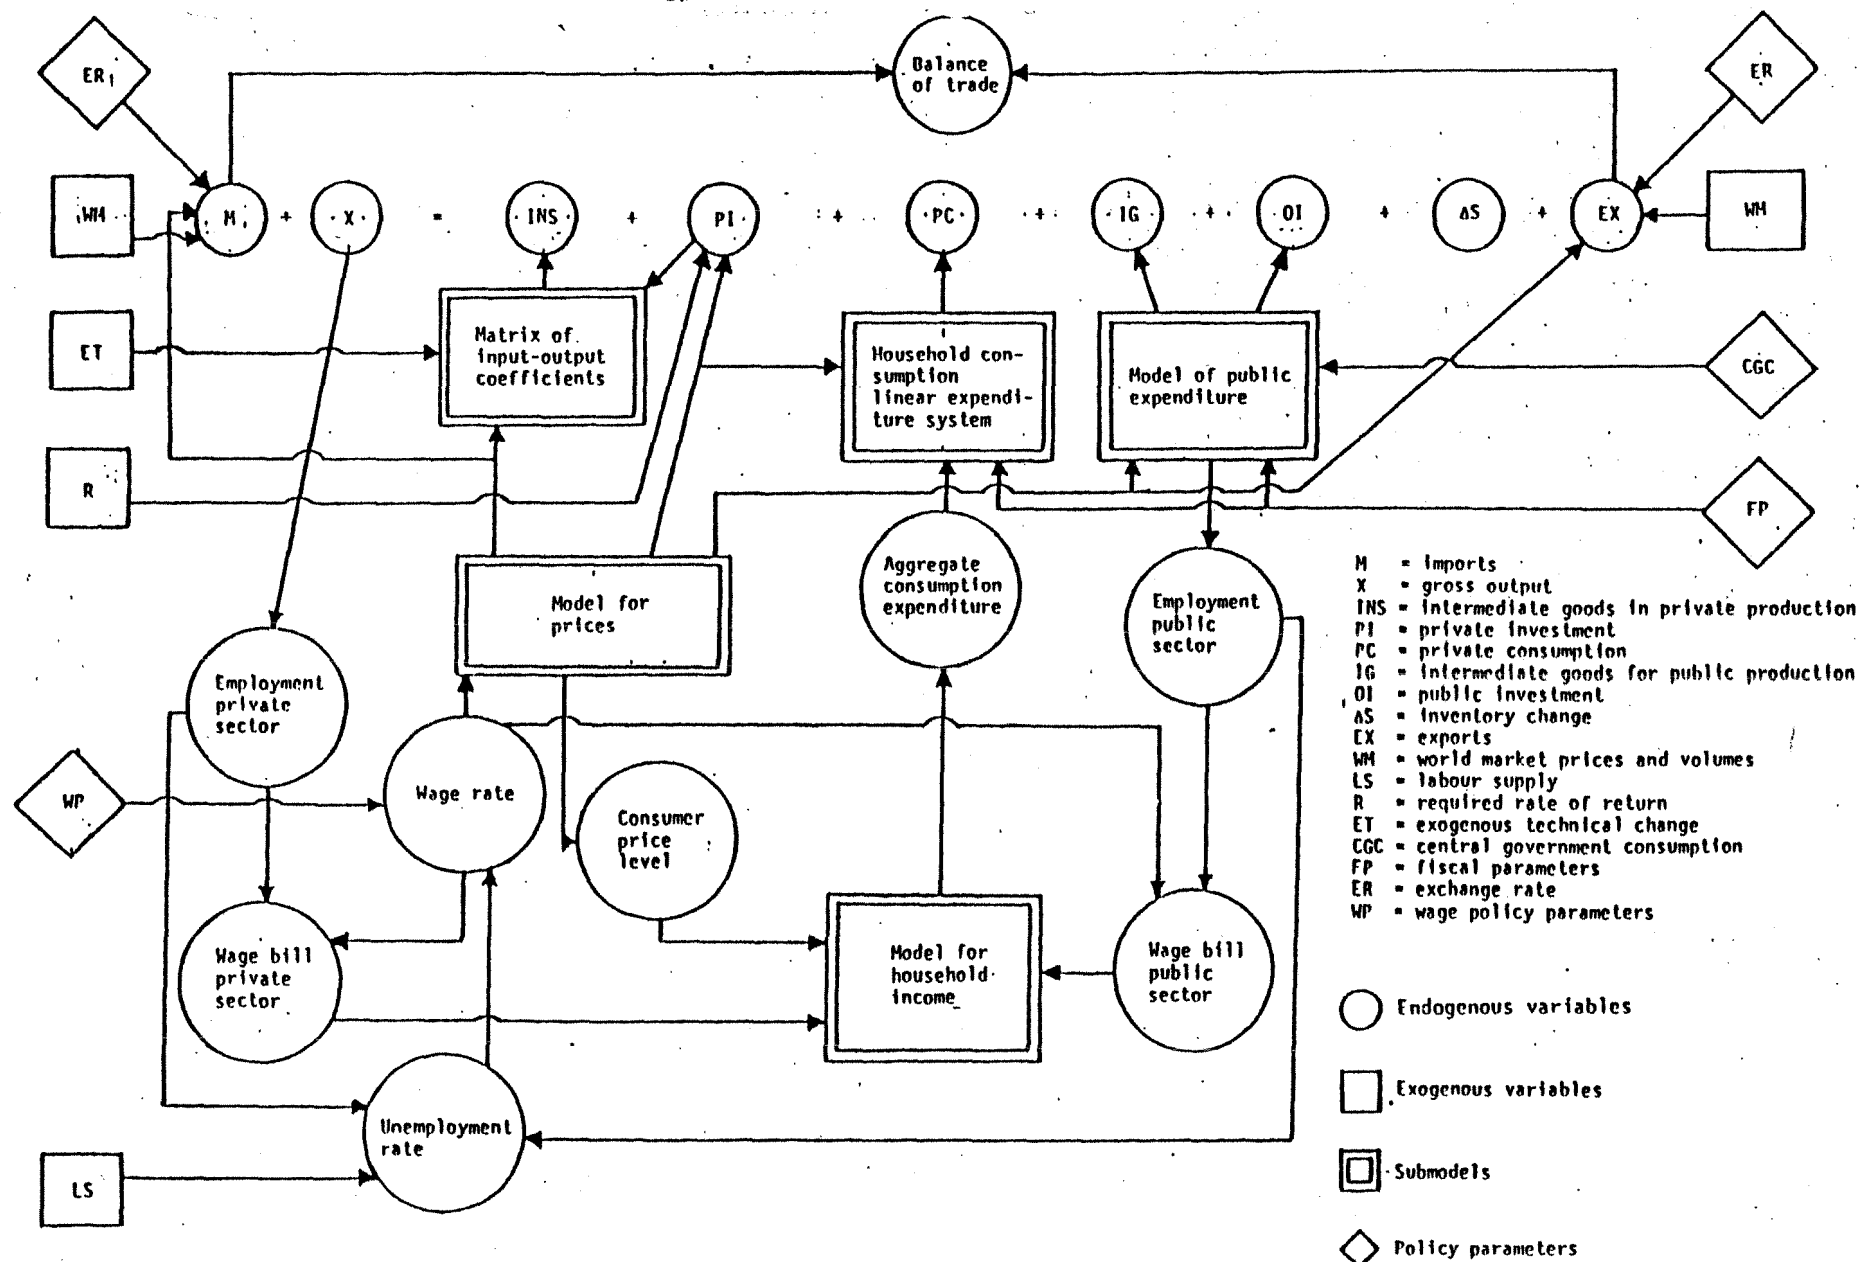 ER
Balance
of trade
ER
WM
M + X = INS + PI + PC + IG + OI + ΔS + EX
WM
ET
Matrix of
input-output
coefficients
Household con-
sumption
linear expendi-
ture system
Model of public
expenditure
CGC
R
FP
Model for
prices
Aggregate
consumption
expenditure
Employment
public
sector
Employment
private
sector
WP
Wage rate
Consumer
price
level
Wage bill
private
sector
Model for
household
income
Wage bill
public
sector
Unemployment
rate
LS
M = imports
X = gross output
INS = intermediate goods in private production
PI = private investment
PC = private consumption
IG = intermediate goods for public production
OI = public investment
ΔS = inventory change
EX = exports
WM = world market prices and volumes
LS = labour supply
R = required rate of return
ET = exogenous technical change
CGC = central government consumption
FP = fiscal parameters
ER = exchange rate
WP = wage policy parameters
Endogenous variables
Exogenous variables
Submodels
Policy parameters